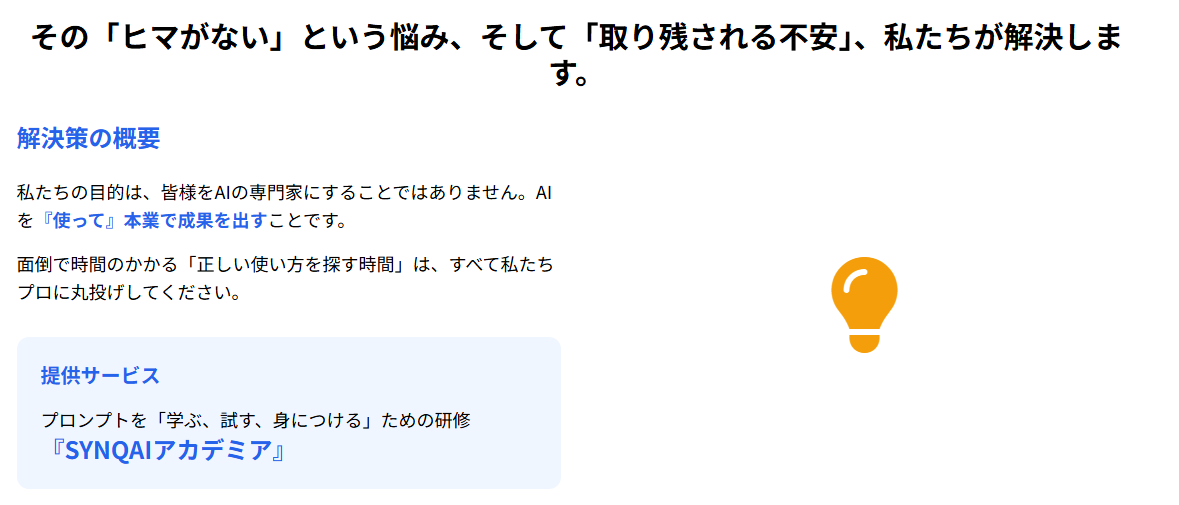 その「ヒマがない」という悩み、そして「取り残される不安」、私たちが解決しま
す。
解決策の概要
私たちの目的は、皆様をAIの専門家にすることではありません。AI
を『使って』本業で成果を出すことです。
面倒で時間のかかる「正しい使い方を探す時間」は、すべて私たち
プロに丸投げしてください。
提供サービス
プロンプトを「学ぶ、試す、身につける」ための研修
『SYNQAIアカデミア』